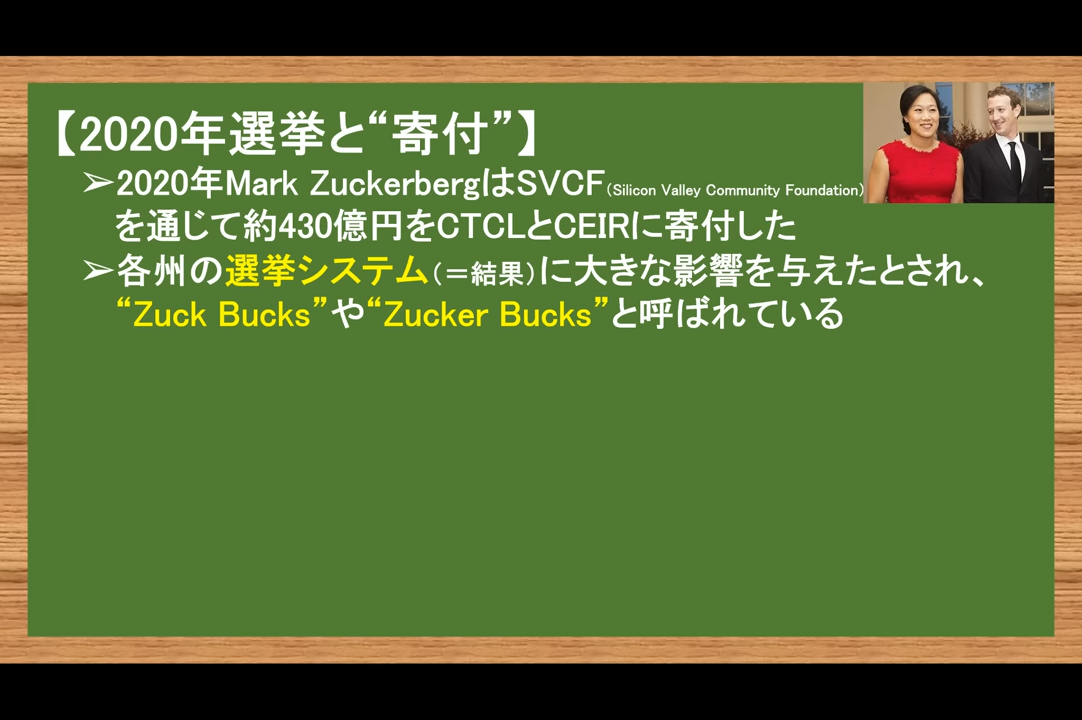 【2020年選挙と“寄付”】
➢2020年Mark ZuckerbergはSVCF(Silicon Valley Community Foundation)
を通じて約430億円をCTCLとCEIRに寄付した
➢各州の選挙システム(＝結果)に大きな影響を与えたとされ、
“Zuck Bucks”や“Zucker Bucks”と呼ばれている